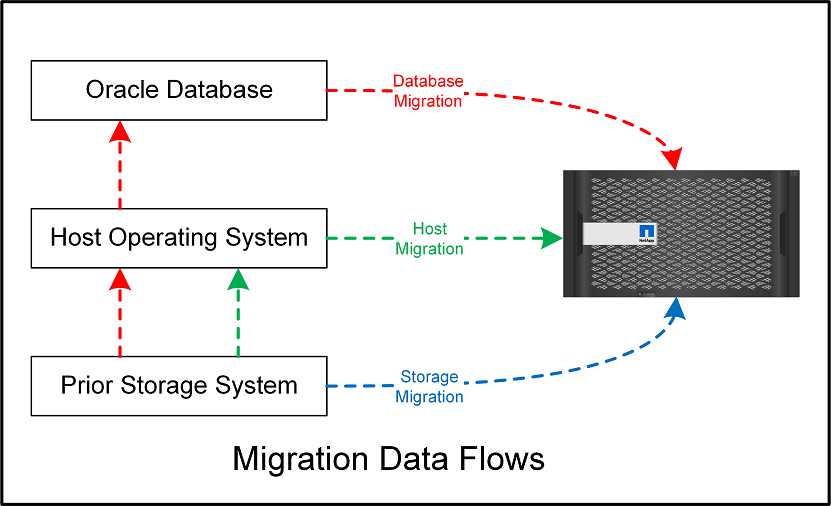 Oracle Database
Database
Migration
Host Operating System
Host
Migration
NetApp
Prior Storage System
Storage
Migration
Migration Data Flows